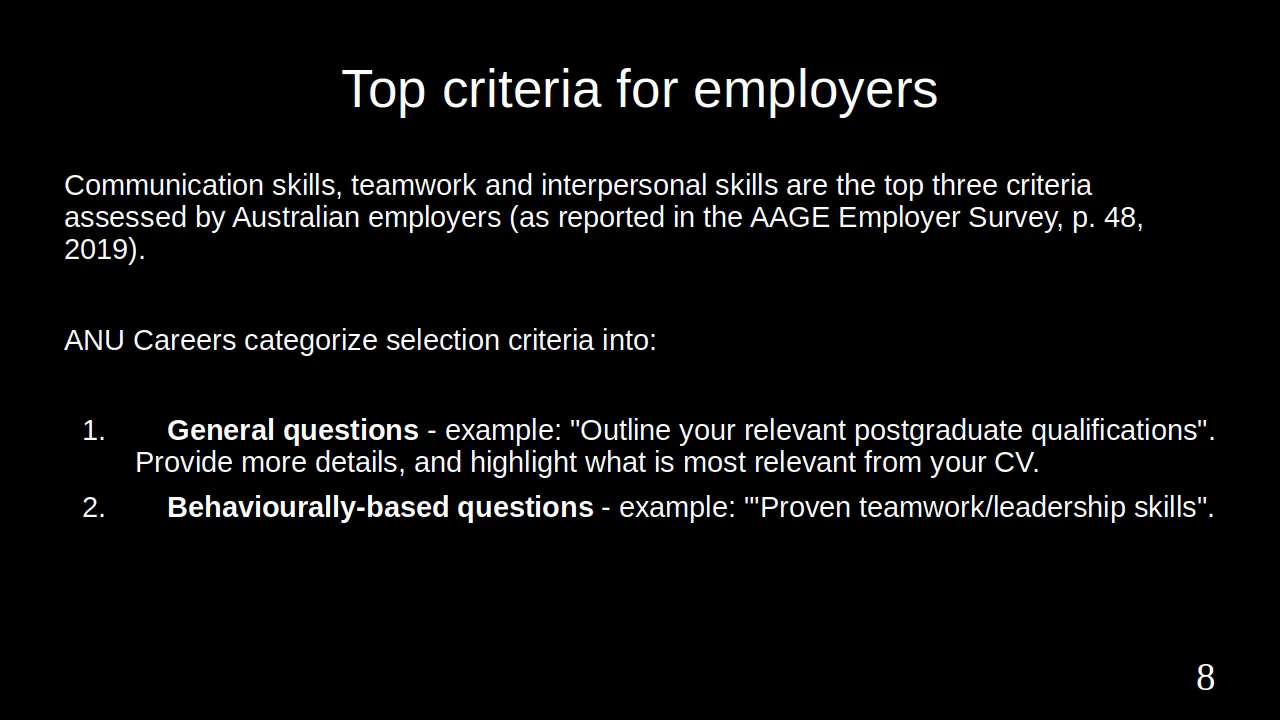 Top criteria for employers
Communication skills, teamwork and interpersonal skills are the top three criteria
assessed by Australian employers (as reported in the AAGE Employer Survey, p. 48,
2019).
ANU Careers categorize selection criteria into:
1. General questions - example: "Outline your relevant postgraduate qualifications".
Provide more details, and highlight what is most relevant from your CV.
2. Behaviourally-based questions - example: "'Proven teamwork/leadership skills".
8